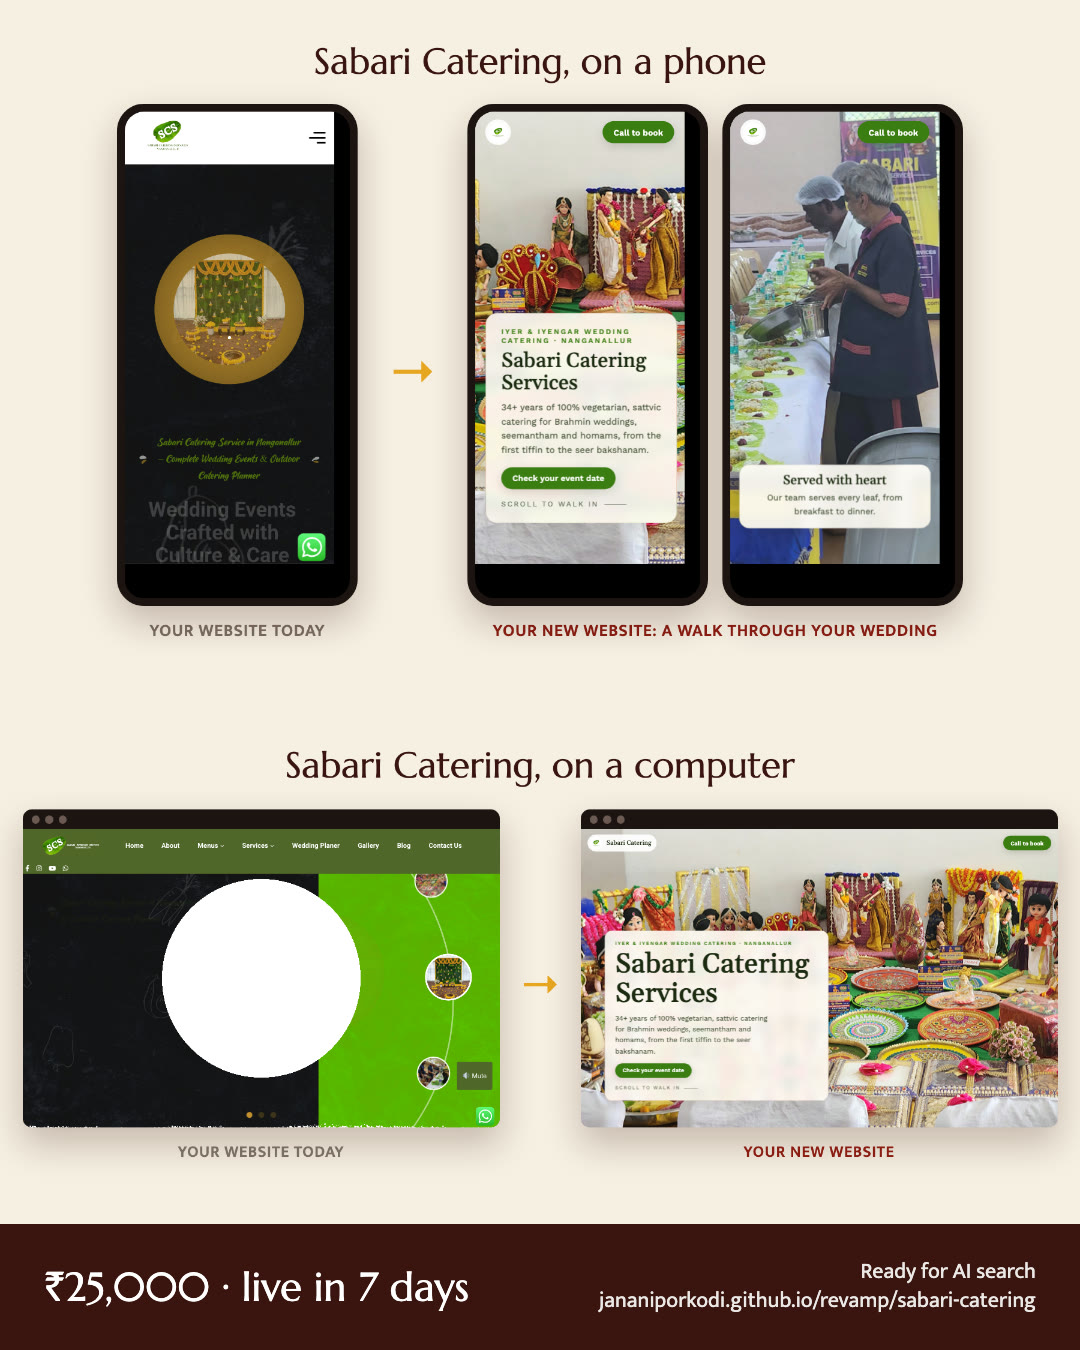 Sabari Catering, on a phone
SCS
Sabari Catering Service in Nanganallur
– Complete Wedding Events & Outdoor
Catering Planner
Wedding Events
Crafted with
Culture & Care
Call to book
IYER & IYENGAR WEDDING
CATERING · NANGANALLUR
Sabari Catering
Services
34+ years of 100% vegetarian, sattvic
catering for Brahmin weddings,
seemantham and homams, from the
first tiffin to the seer bakshanam.
Check your event date
SCROLL TO WALK IN
Call to book
SABARI
SERVICES
Served with heart
Our team serves every leaf, from
breakfast to dinner.
YOUR WEBSITE TODAY
YOUR NEW WEBSITE: A WALK THROUGH YOUR WEDDING
Sabari Catering, on a computer
SCS
Home About Menus Services Wedding Planer Gallery Blog Contact Us
Mute
Sabari Catering
Call to book
IYER & IYENGAR WEDDING CATERING · NANGANALLUR
Sabari Catering
Services
34+ years of 100% vegetarian, sattvic catering
for Brahmin weddings, seemantham and
homams, from the first tiffin to the seer
bakshanam.
Check your event date
SCROLL TO WALK IN
YOUR WEBSITE TODAY
YOUR NEW WEBSITE
₹25,000 · live in 7 days
Ready for AI search
jananiporkodi.github.io/revamp/sabari-catering